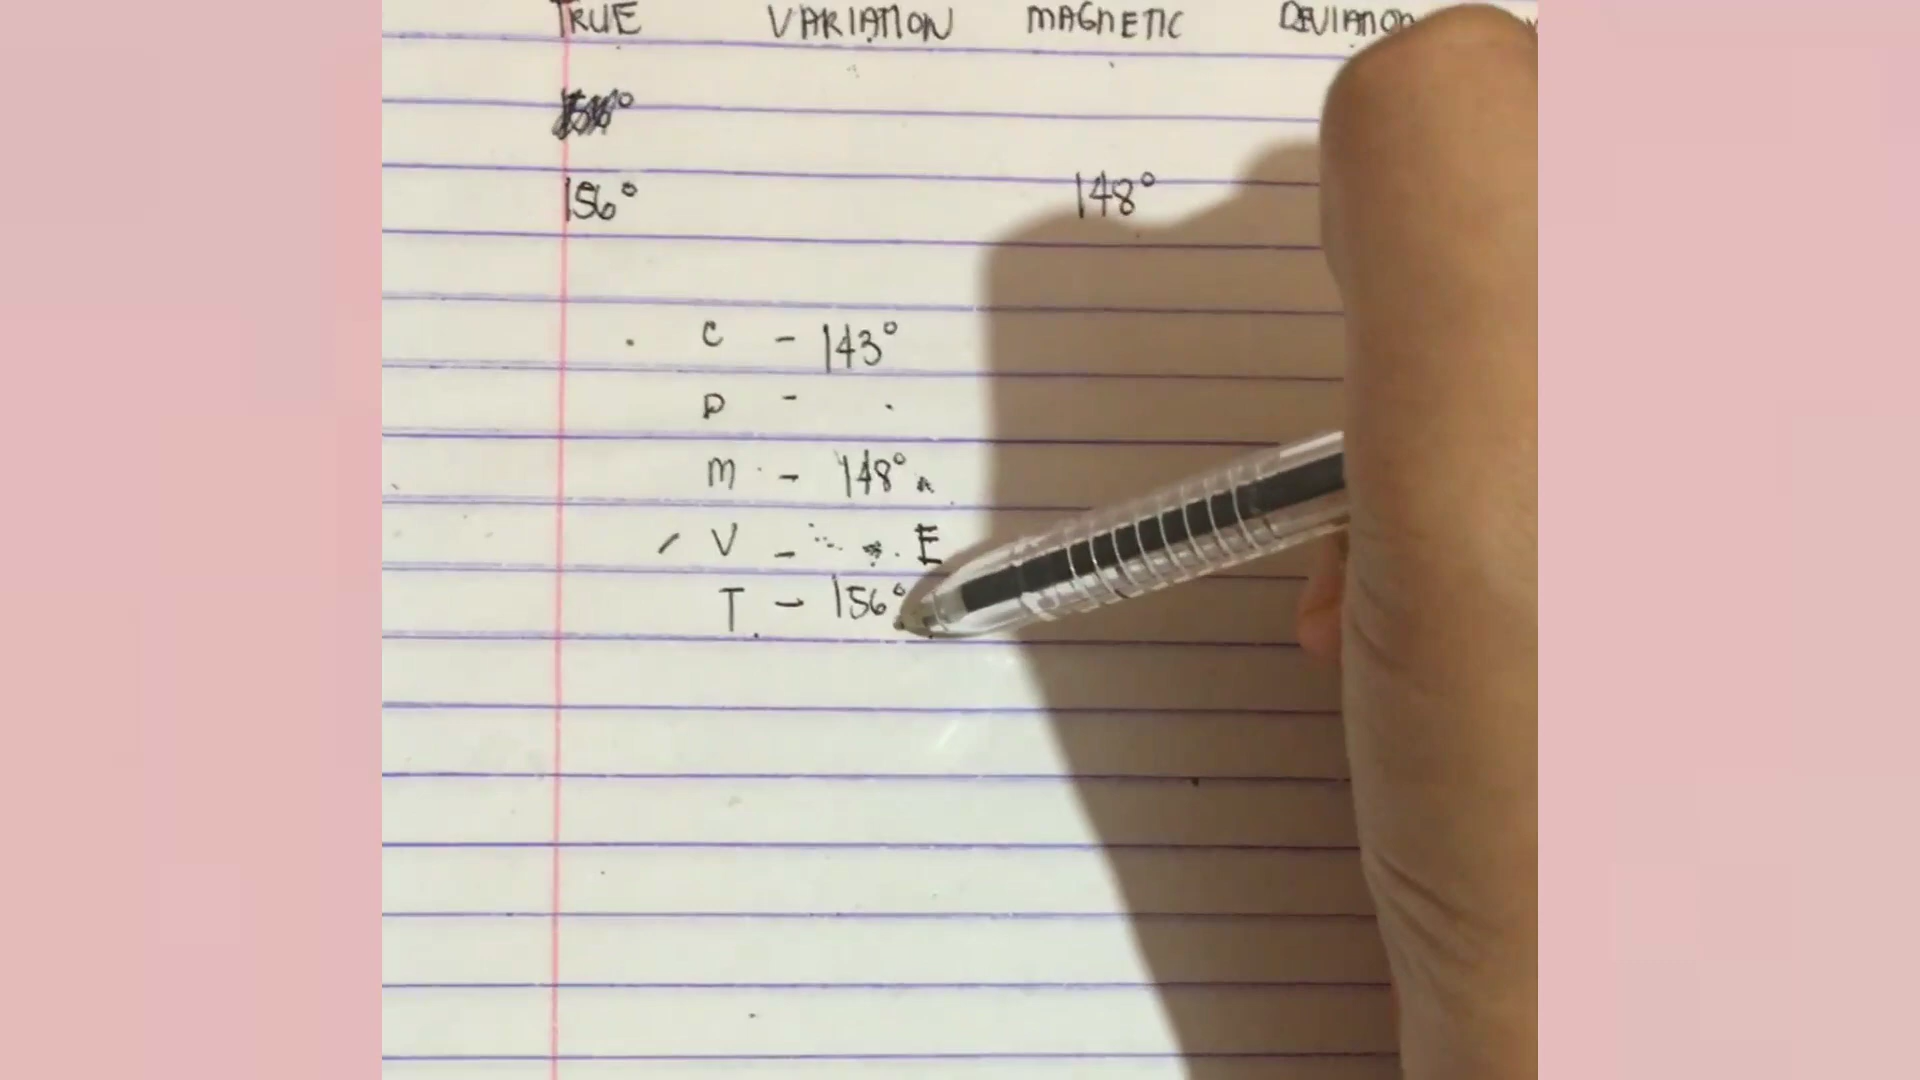 TRUE VARIATION MAGNETIC DEVIATION
156° 148°
C - 143°
D -
M - 148°
V - E
T - 156°